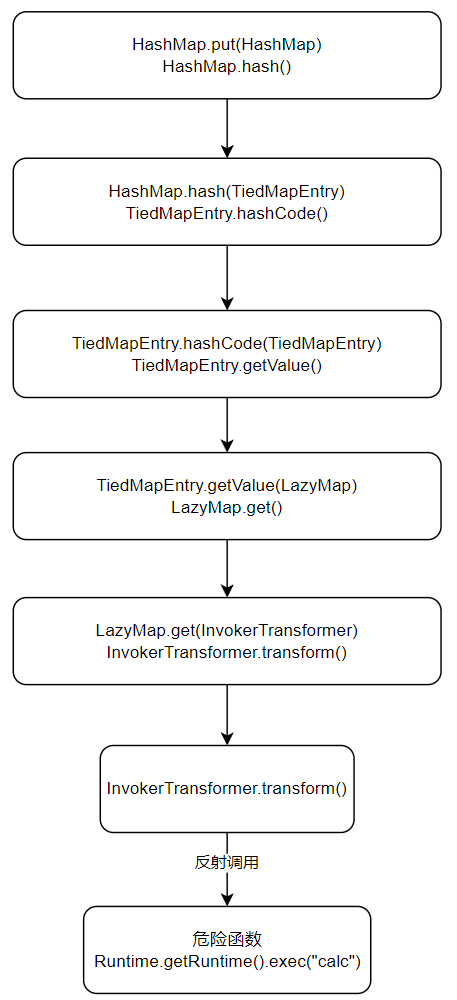 HashMap.put(HashMap)
HashMap.hash()
HashMap.hash(TiedMapEntry)
TiedMapEntry.hashCode()
TiedMapEntry.hashCode(TiedMapEntry)
TiedMapEntry.getValue()
TiedMapEntry.getValue(LazyMap)
LazyMap.get()
LazyMap.get(InvokerTransformer)
InvokerTransformer.transform()
InvokerTransformer.transform()
反射调用
危险函数
Runtime.getRuntime().exec("calc")